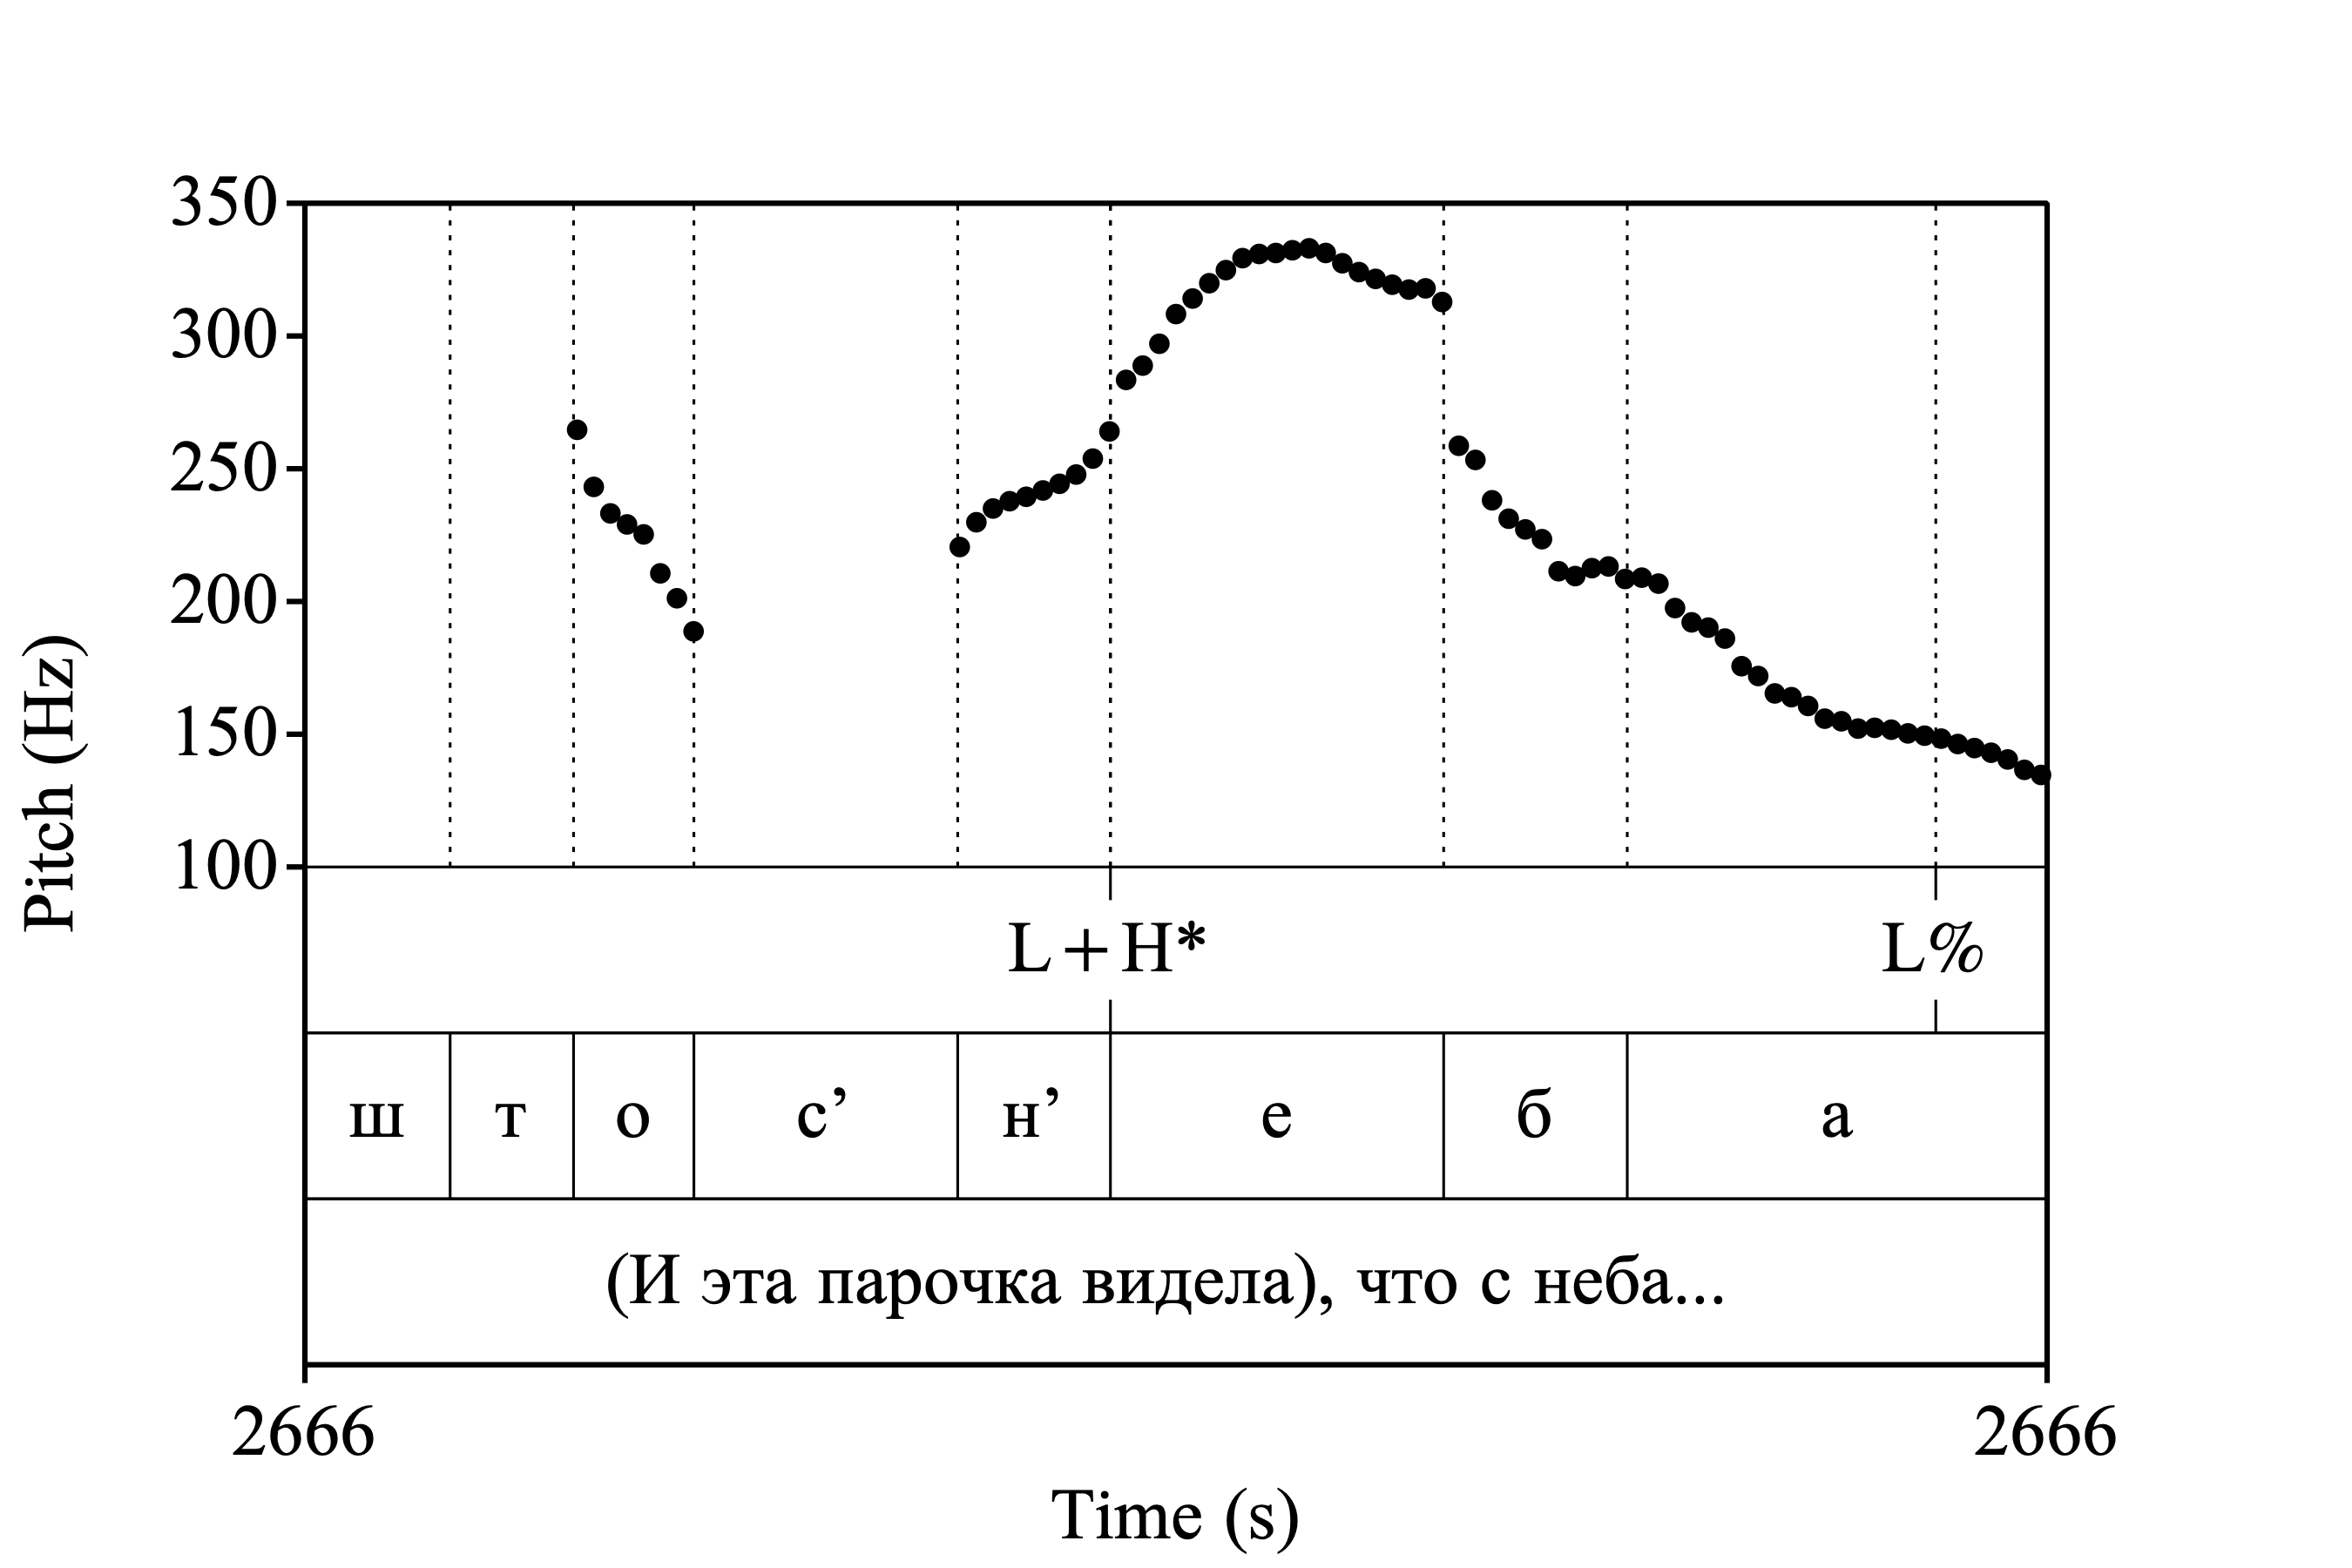 350
300
250
200
150
100
Pitch (Hz)
L + H* L%
ш т о с’ н’ е б а
(И эта парочка видела), что с неба...
2666 2666
Time (s)